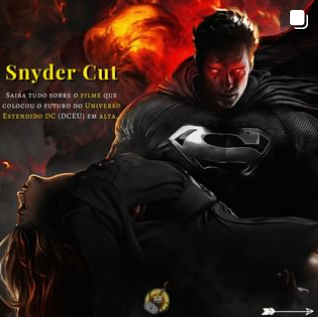 Snyder Cut
Saiba tudo sobre o filme que
colocou o futuro do Universo
Estendido DC (DCEU) em alta.